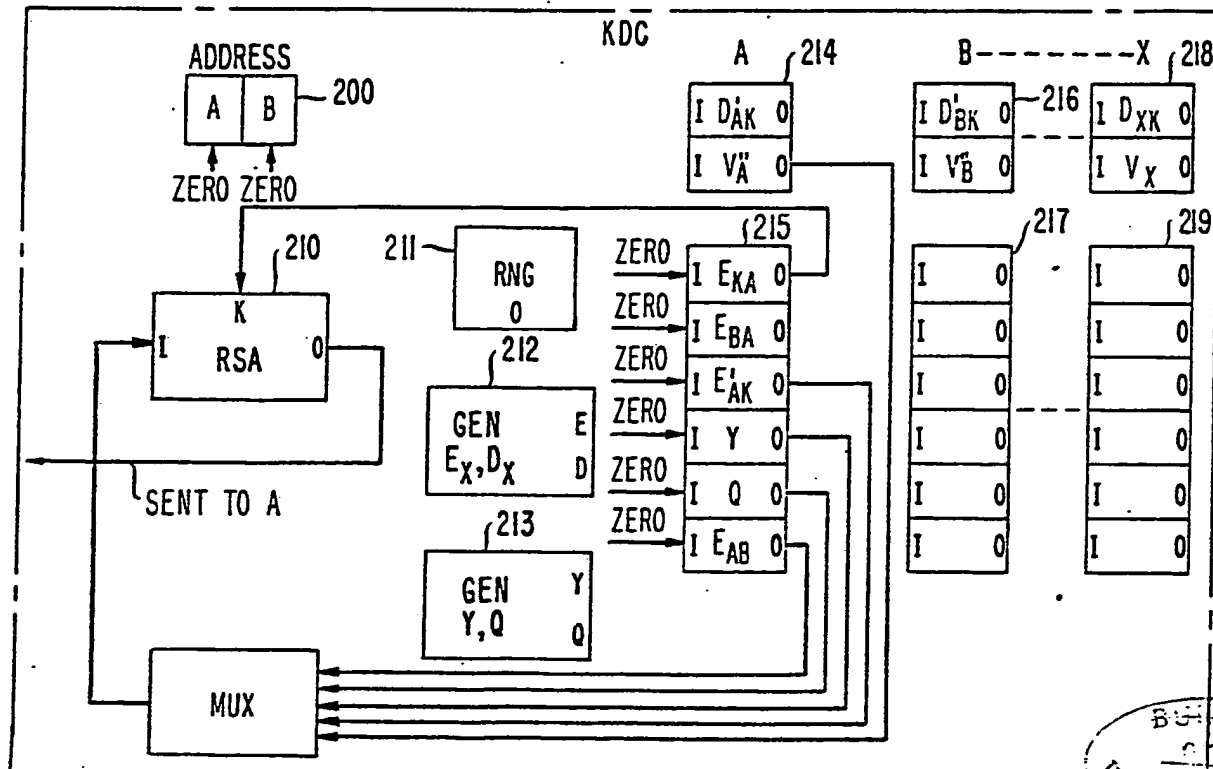 KDC
ADDRESS
A B
200
ZERO ZERO
A
214
I D'AK O
I V"A O
B------X
216
218
I D'BK O
I V"B O
I DXK O
I VX O
210
K
I RSA O
SENT TO A
211
RNG
O
212
GEN E
EX,DX D
213
GEN Y
Y,Q Q
215
ZERO I EKA O
ZERO I EBA O
ZERO I E'AK O
ZERO I Y O
ZERO I Q O
ZERO I EAB O
217
I O
I O
I O
I O
I O
I O
219
I O
I O
I O
I O
I O
I O
MUX